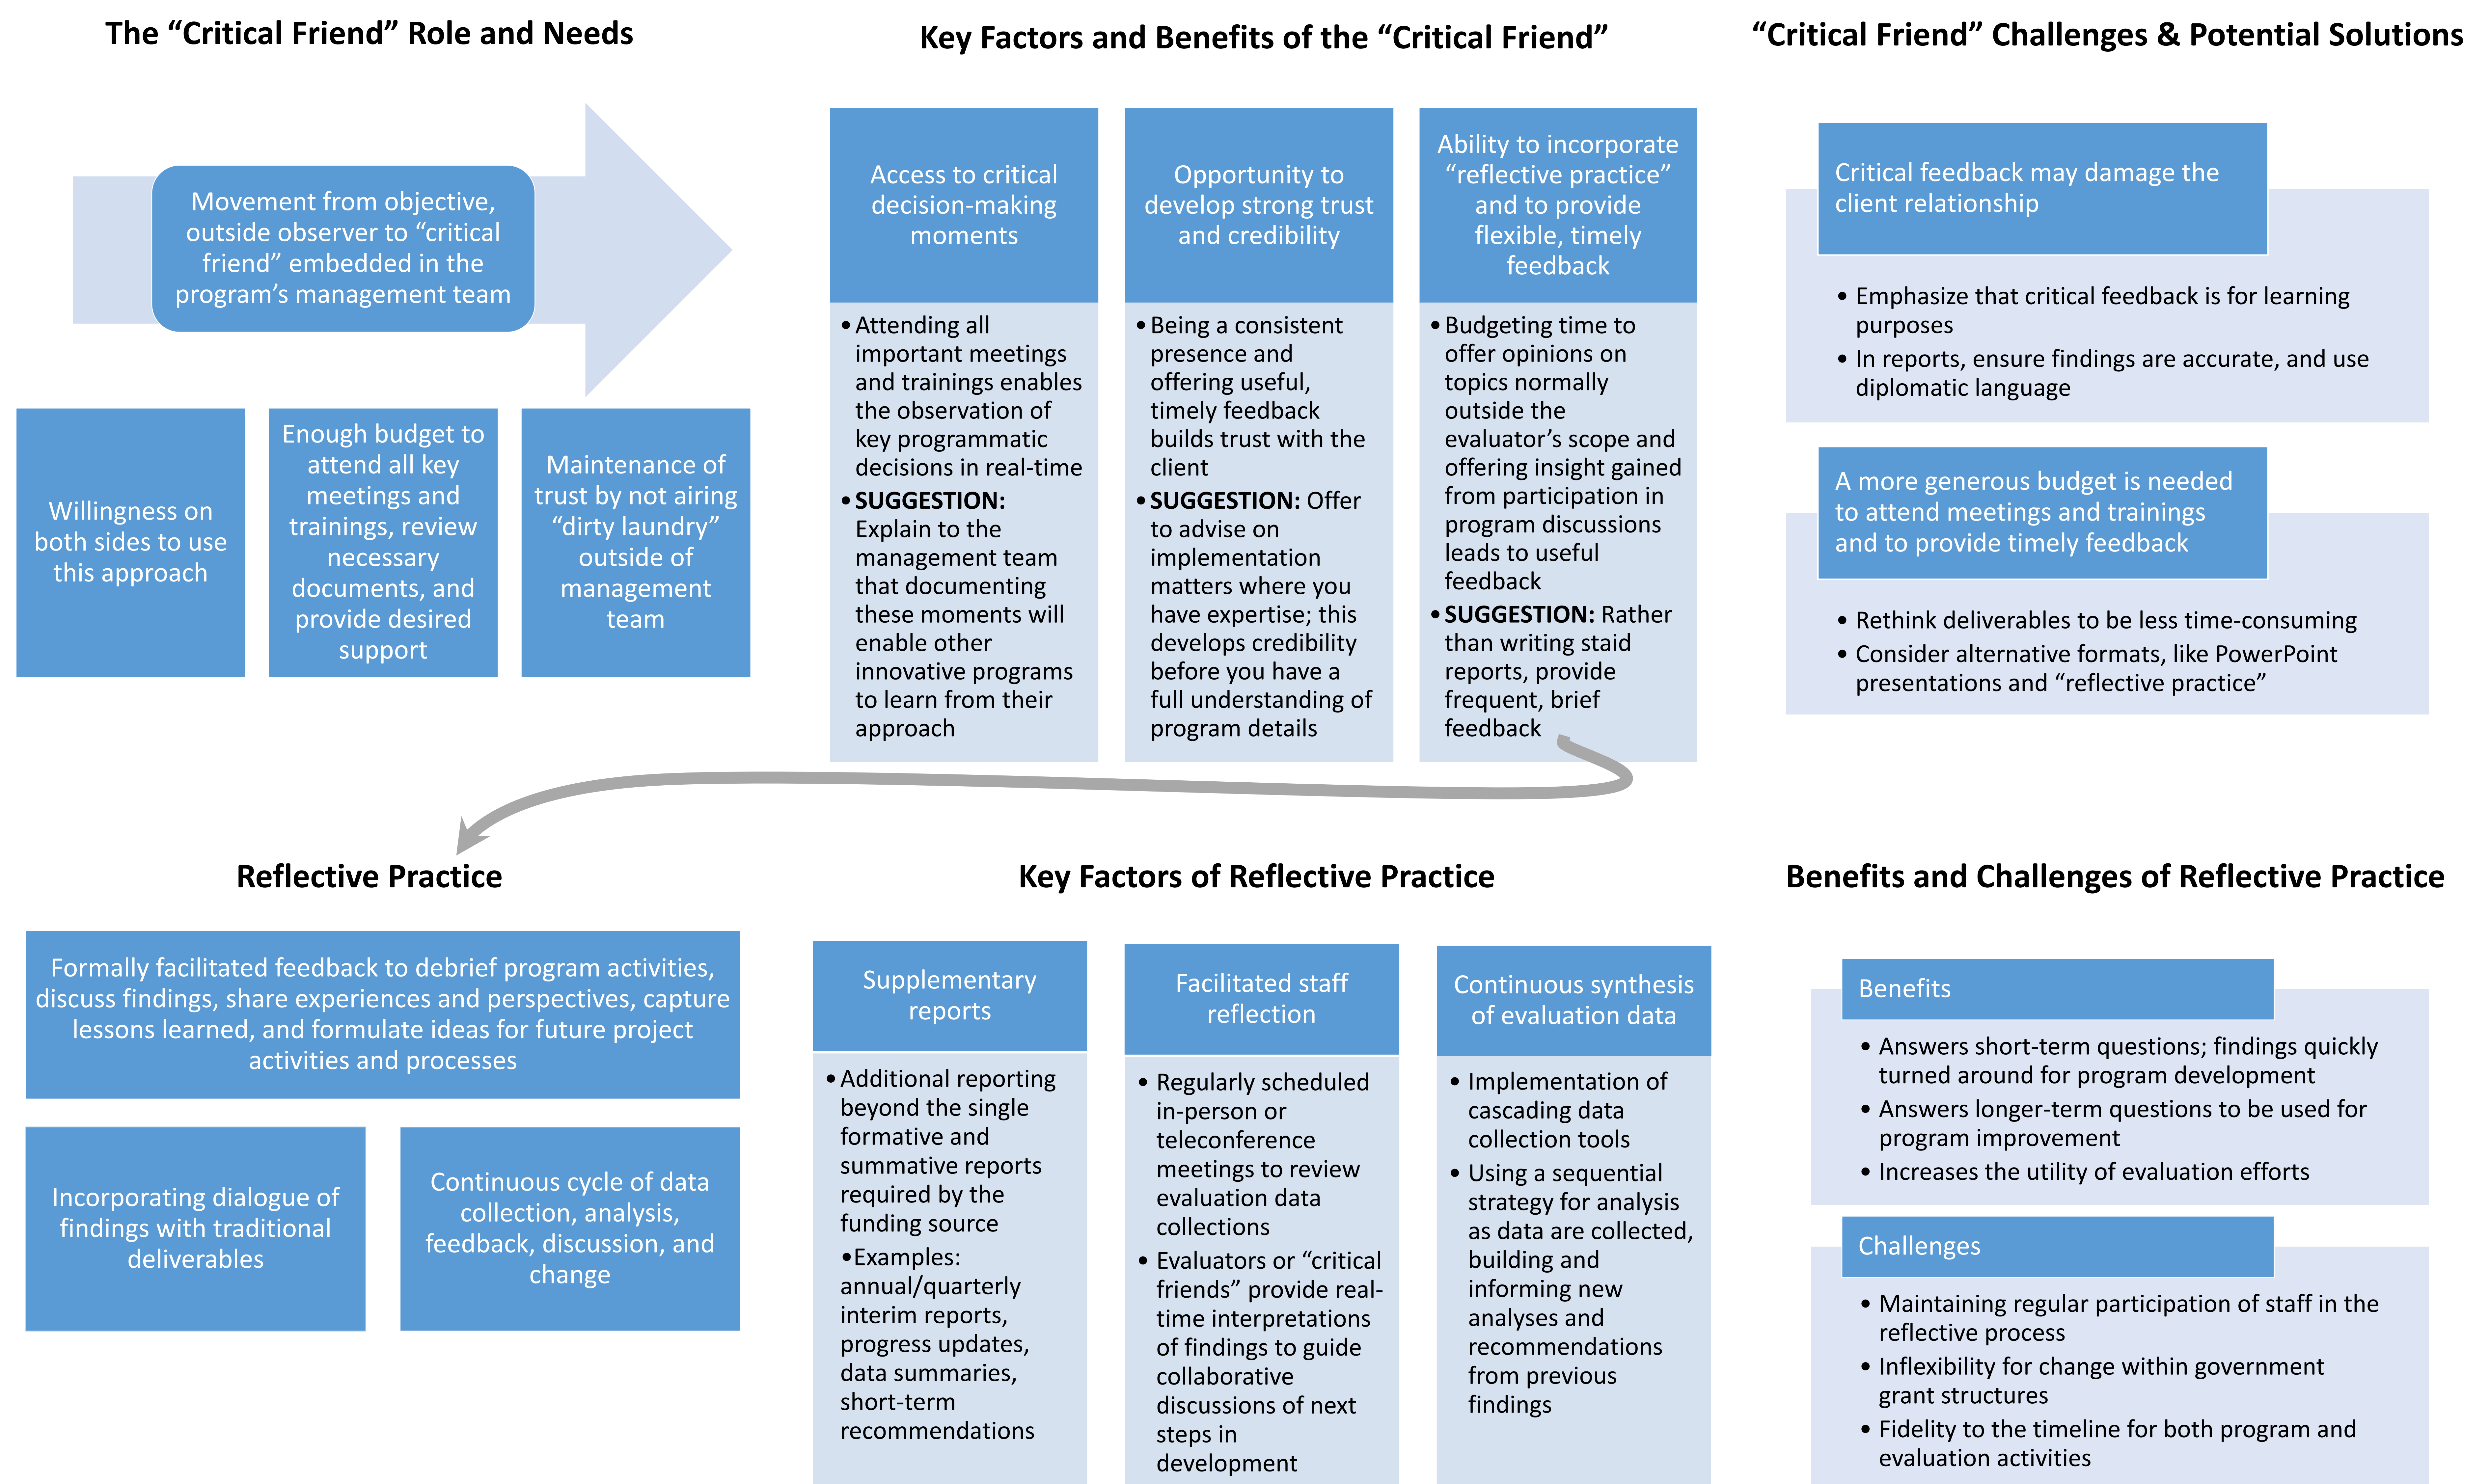 The “Critical Friend” Role and Needs
Movement from objective,
outside observer to “critical
friend” embedded in the
program’s management team
Willingness on
both sides to use
this approach
Enough budget to
attend all key
meetings and
trainings, review
necessary
documents, and
provide desired
support
Maintenance of
trust by not airing
“dirty laundry”
outside of
management
team
Key Factors and Benefits of the “Critical Friend”
Access to critical
decision-making
moments
•Attending all
important meetings
and trainings enables
the observation of
key programmatic
decisions in real-time
•SUGGESTION:
Explain to the
management team
that documenting
these moments will
enable other
innovative programs
to learn from their
approach
Opportunity to
develop strong trust
and credibility
•Being a consistent
presence and
offering useful,
timely feedback
builds trust with the
client
•SUGGESTION: Offer
to advise on
implementation
matters where you
have expertise; this
develops credibility
before you have a
full understanding of
program details
Ability to incorporate
“reflective practice”
and to provide
flexible, timely
feedback
•Budgeting time to
offer opinions on
topics normally
outside the
evaluator’s scope and
offering insight gained
from participation in
program discussions
leads to useful
feedback
•SUGGESTION: Rather
than writing staid
reports, provide
frequent, brief
feedback
“Critical Friend” Challenges & Potential Solutions
Critical feedback may damage the
client relationship
• Emphasize that critical feedback is for learning
purposes
• In reports, ensure findings are accurate, and use
diplomatic language
A more generous budget is needed
to attend meetings and trainings
and to provide timely feedback
• Rethink deliverables to be less time-consuming
• Consider alternative formats, like PowerPoint
presentations and “reflective practice”
Reflective Practice
Formally facilitated feedback to debrief program activities,
discuss findings, share experiences and perspectives, capture
lessons learned, and formulate ideas for future project
activities and processes
Incorporating dialogue of
findings with traditional
deliverables
Continuous cycle of data
collection, analysis,
feedback, discussion, and
change
Key Factors of Reflective Practice
Supplementary
reports
•Additional reporting
beyond the single
formative and
summative reports
required by the
funding source
•Examples:
annual/quarterly
interim reports,
progress updates,
data summaries,
short-term
recommendations
Facilitated staff
reflection
• Regularly scheduled
in-person or
teleconference
meetings to review
evaluation data
collections
• Evaluators or “critical
friends” provide real-
time interpretations
of findings to guide
collaborative
discussions of next
steps in
development
Continuous synthesis
of evaluation data
• Implementation of
cascading data
collection tools
• Using a sequential
strategy for analysis
as data are collected,
building and
informing new
analyses and
recommendations
from previous
findings
Benefits and Challenges of Reflective Practice
Benefits
• Answers short-term questions; findings quickly
turned around for program development
• Answers longer-term questions to be used for
program improvement
• Increases the utility of evaluation efforts
Challenges
• Maintaining regular participation of staff in the
reflective process
• Inflexibility for change within government
grant structures
• Fidelity to the timeline for both program and
evaluation activities